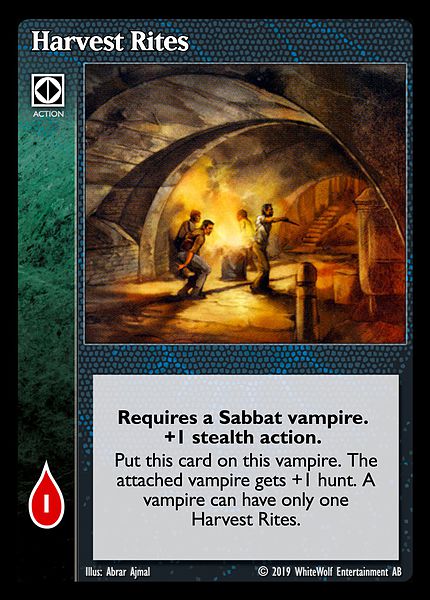 Harvest Rites
ACTION
Requires a Sabbat vampire.
+1 stealth action.
Put this card on this vampire. The
attached vampire gets +1 hunt. A
vampire can have only one
Harvest Rites.
1
Illus: Abrar Ajmal
© 2019 WhiteWolf Entertainment AB